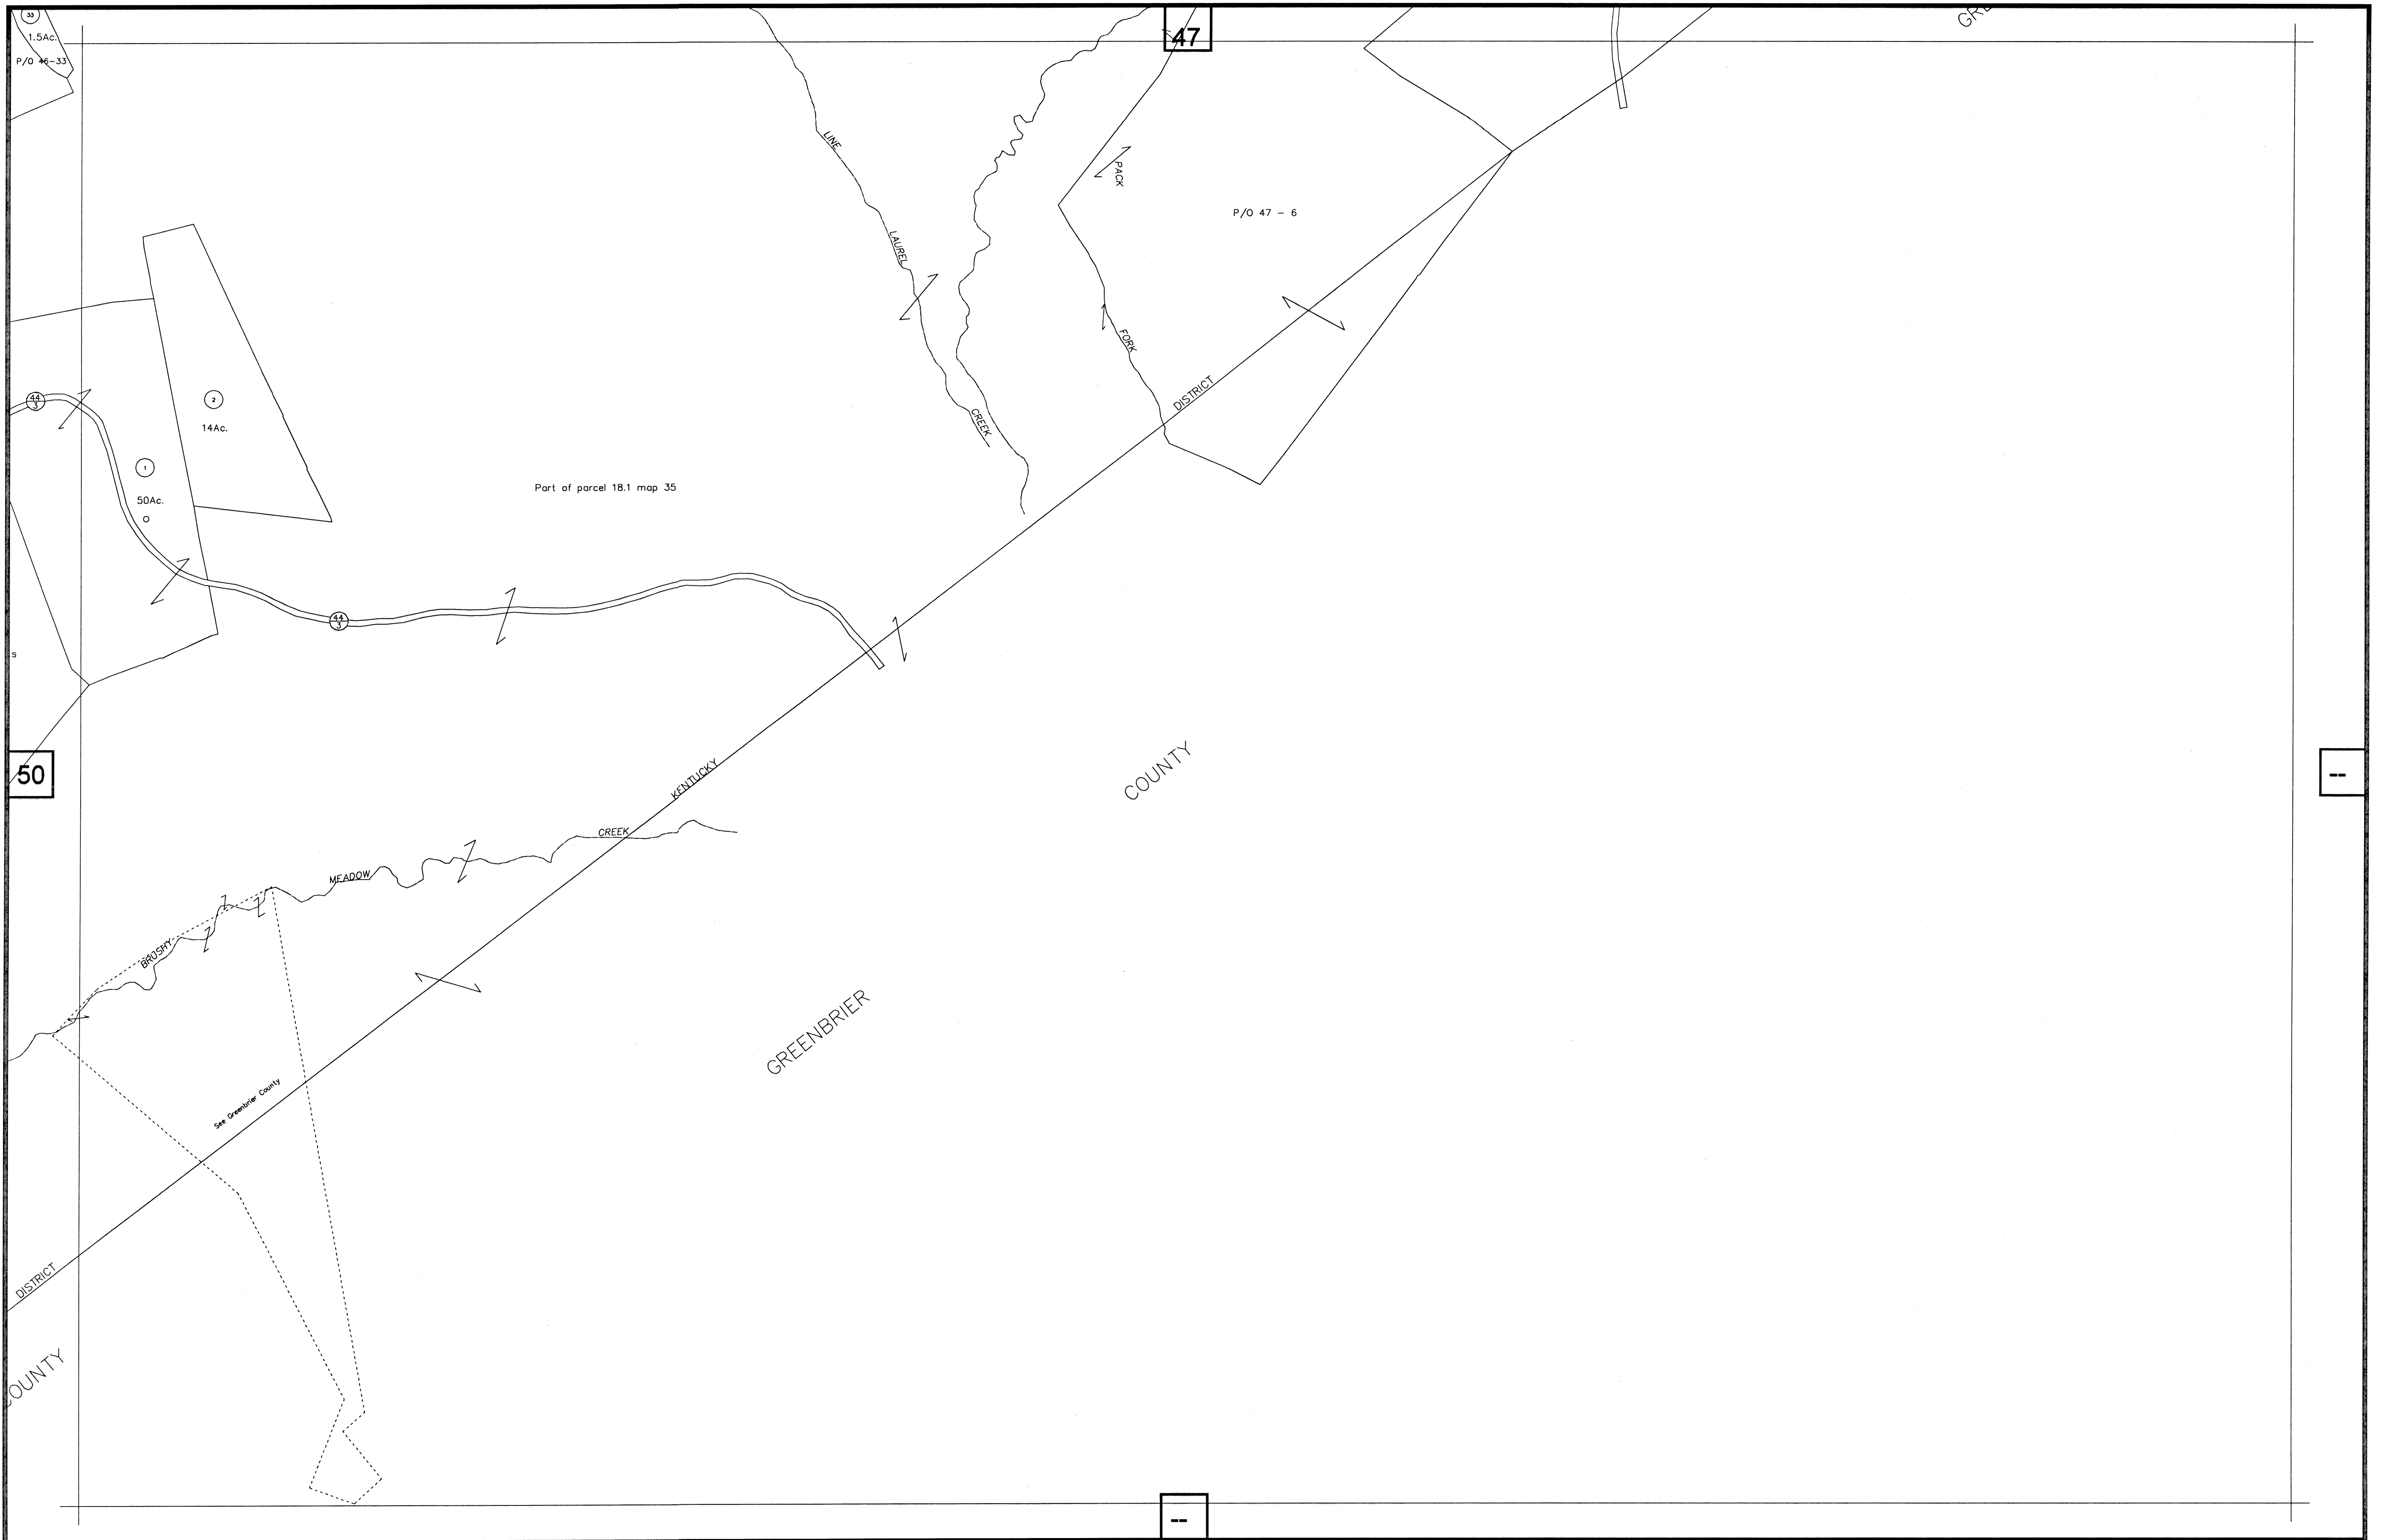 33
1.5Ac.
P/O 46-33
47
LINE
PACK
P/O 47 - 6
LAUREL
FORK
44
3
2
14Ac.
DISTRICT
CREEK
1
50Ac.
Part of parcel 18.1 map 35
44
3
s
50
KENTUCKY
COUNTY
--
CREEK
MEADOW
BRUSHY
GREENBRIER
See Greenbrier County
DISTRICT
COUNTY
--